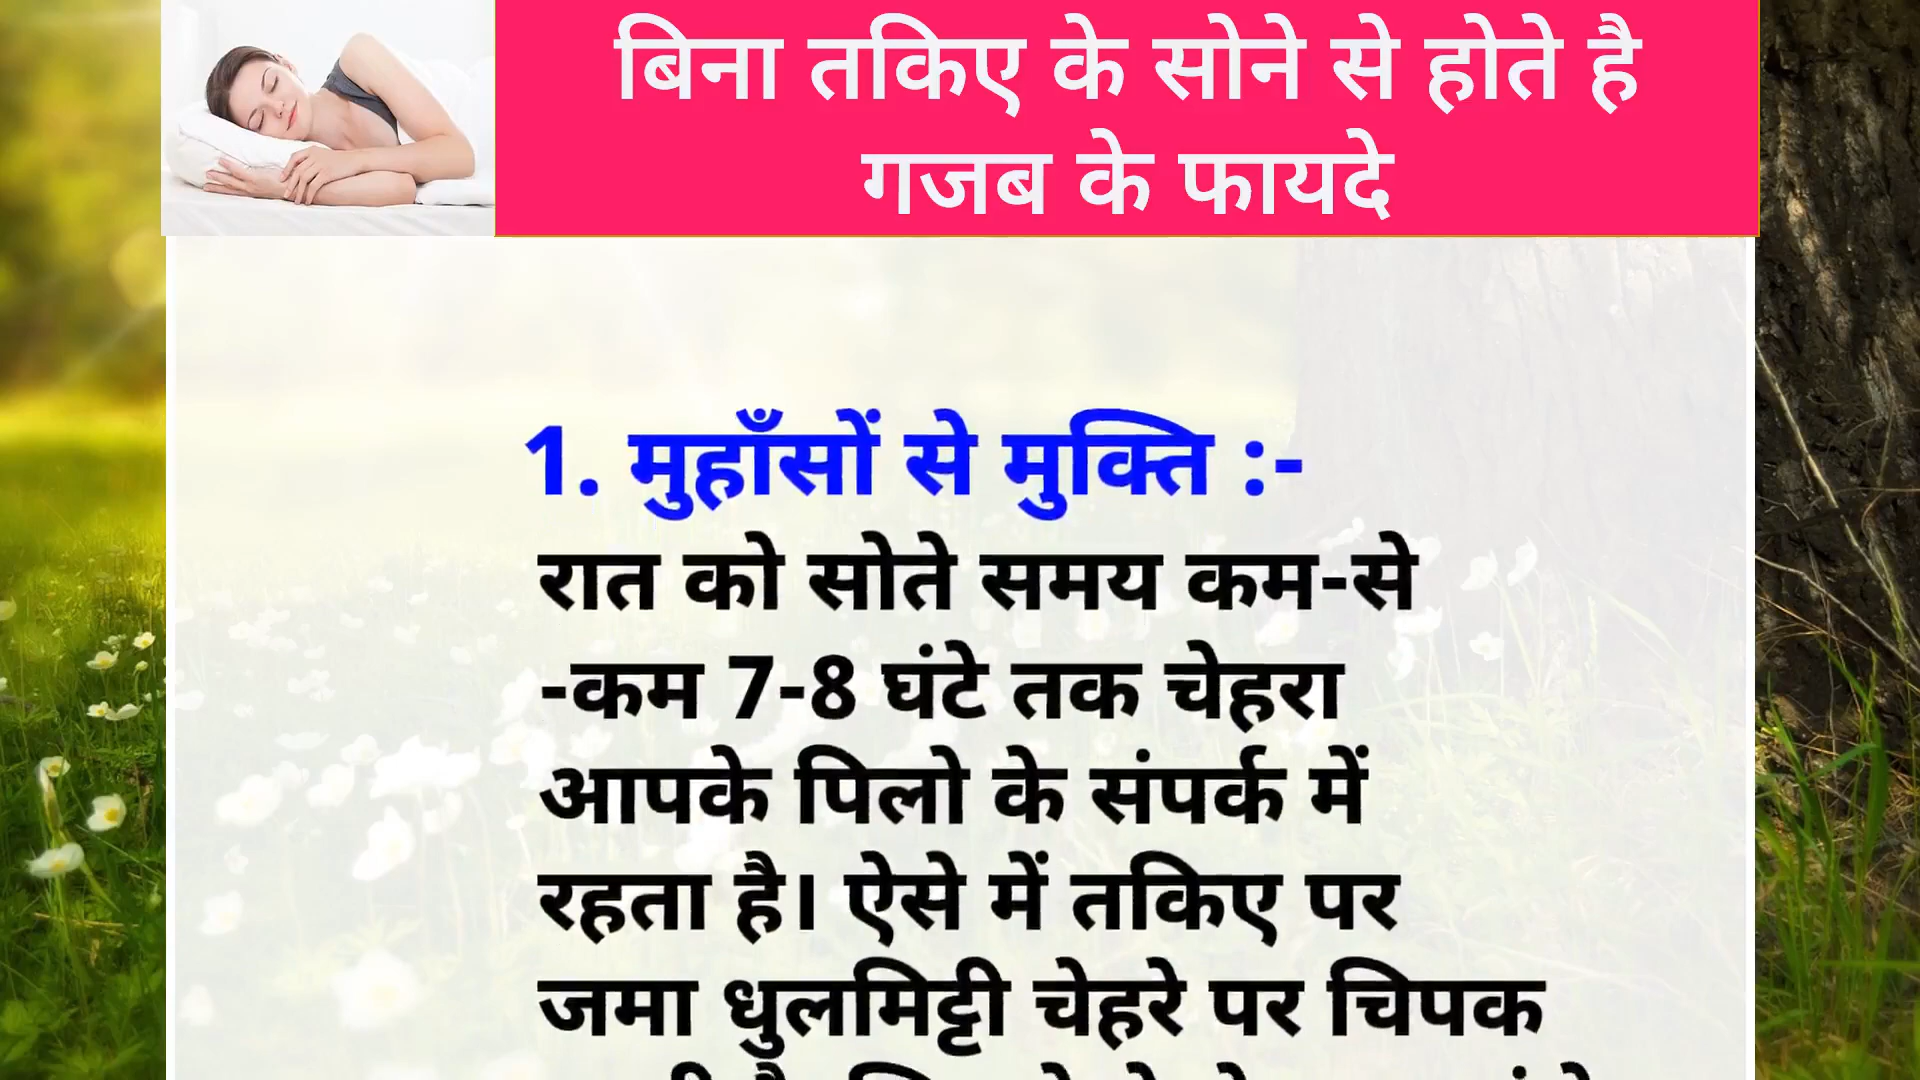 बिना तकिए के सोने से होते है
गजब के फायदे
1. मुहाँसों से मुक्ति :-
रात को सोते समय कम-से
-कम 7-8 घंटे तक चेहरा
आपके पिलो के संपर्क में
रहता है। ऐसे में तकिए पर
जमा धुलमिट्टी चेहरे पर चिपक